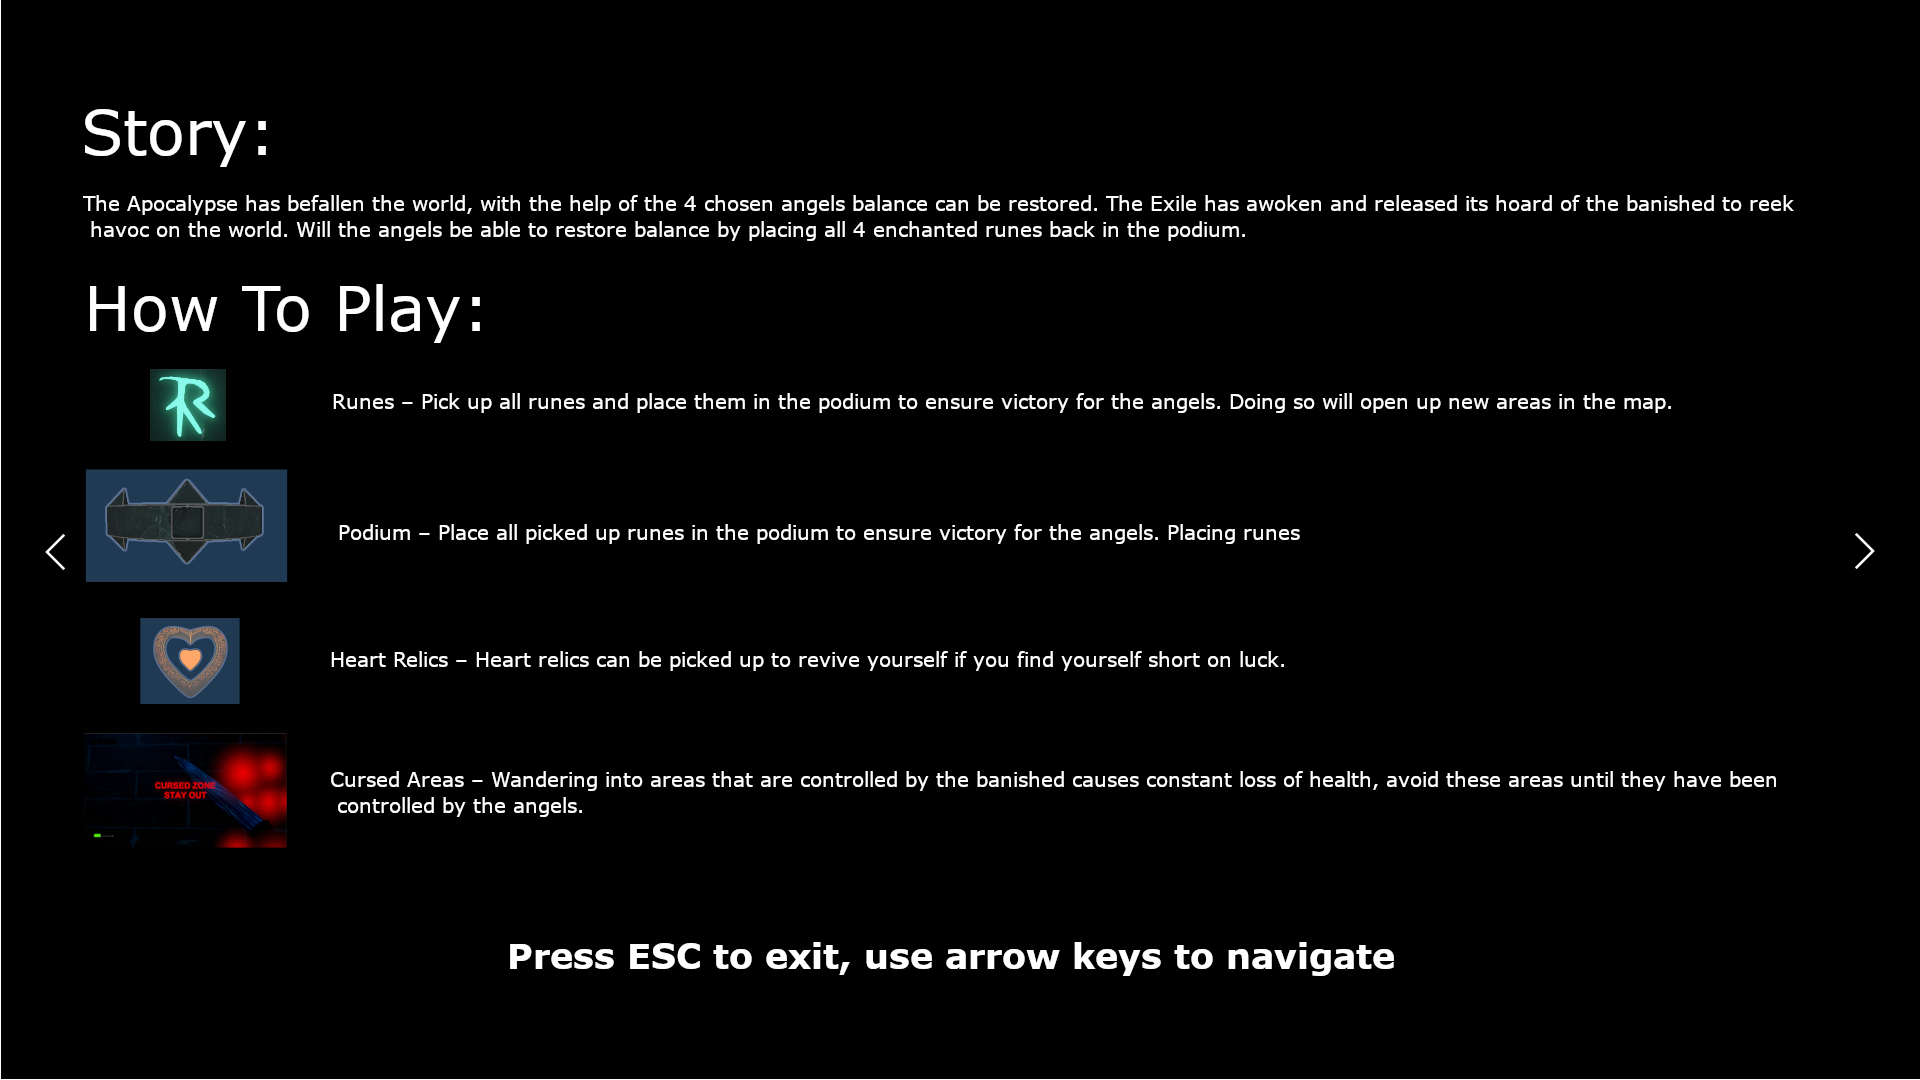 Story:
The Apocalypse has befallen the world, with the help of the 4 chosen angels balance can be restored. The Exile has awoken and released its hoard of the banished to reek
havoc on the world. Will the angels be able to restore balance by placing all 4 enchanted runes back in the podium.
How To Play:
Runes – Pick up all runes and place them in the podium to ensure victory for the angels. Doing so will open up new areas in the map.
Podium – Place all picked up runes in the podium to ensure victory for the angels. Placing runes
Heart Relics – Heart relics can be picked up to revive yourself if you find yourself short on luck.
CURSED ZONE
STAY OUT
Cursed Areas – Wandering into areas that are controlled by the banished causes constant loss of health, avoid these areas until they have been
controlled by the angels.
Press ESC to exit, use arrow keys to navigate